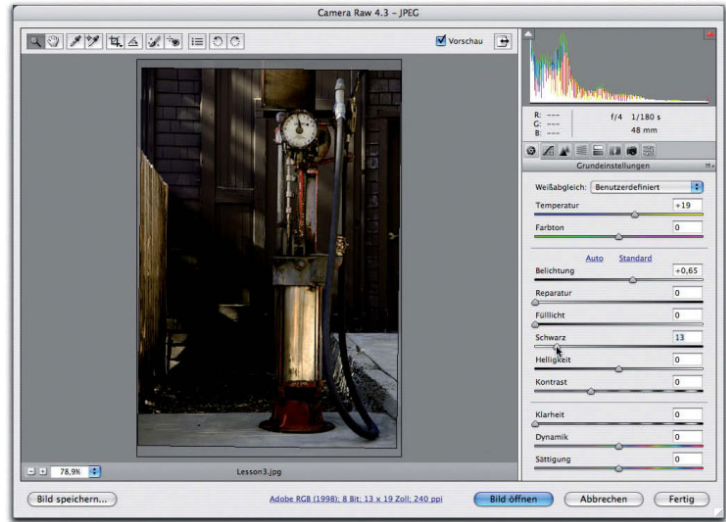 Camera Raw 4.3 – JPEG
Vorschau
R: ---
G: ---
B: ---
f/4 1/180 s
48 mm
Grundeinstellungen
Weißabgleich: Benutzerdefiniert
Temperatur +19
Farbton 0
Auto Standard
Belichtung +0,65
Reparatur 0
Fülllicht 0
Schwarz 13
Helligkeit 0
Kontrast 0
Klarheit 0
Dynamik 0
Sättigung 0
78,9% Lesson3.jpg
Bild speichern... Adobe RGB (1998); 8 Bit; 13 x 19 Zoll; 240 ppi Bild öffnen Abbrechen Fertig